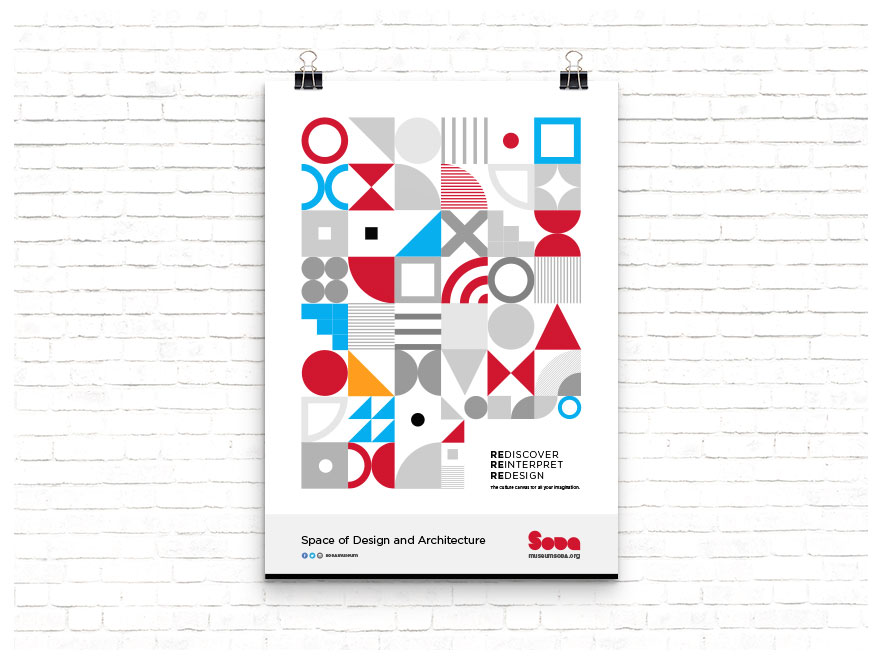 REDISCOVER
REINTERPRET
REDESIGN
The culture canvas for all your imagination.
Space of Design and Architecture
sodamuseum
SODA
museumsoda.org